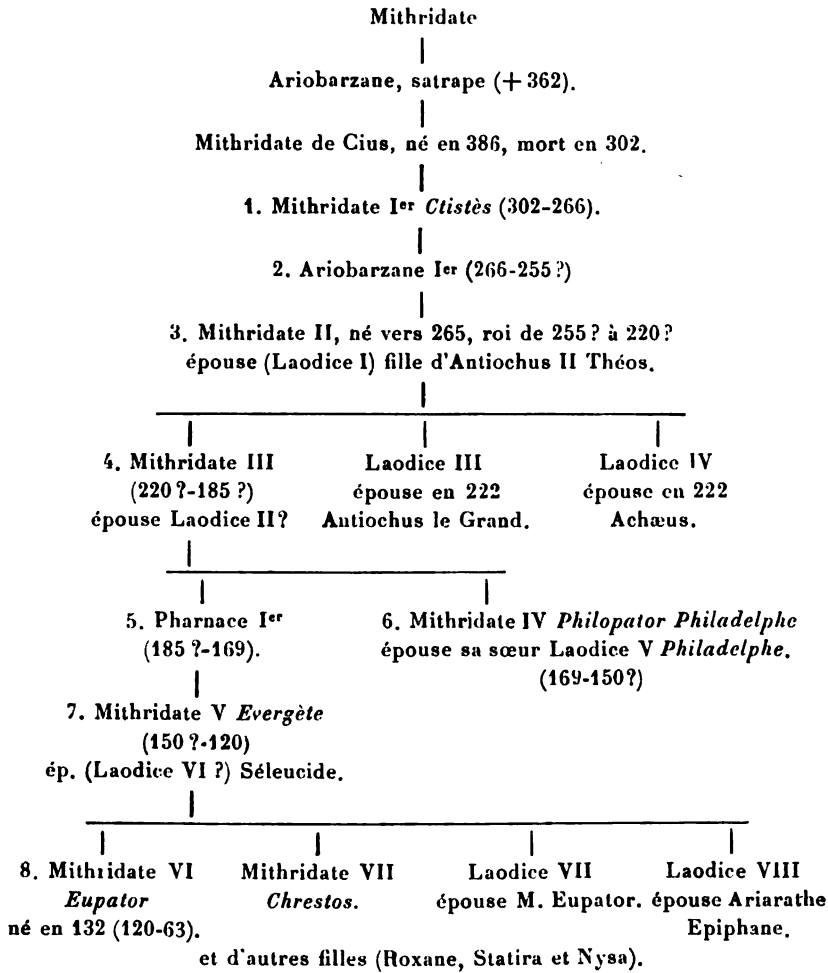 Mithridate
Ariobarzane, satrape (+ 362).
Mithridate de Cius, né en 386, mort en 302.
1. Mithridate Ier Ctistès (302-266).
2. Ariobarzane Ier (266-255 ?)
3. Mithridate II, né vers 265, roi de 255 ? à 220 ?
épouse (Laodice I) fille d'Antiochus II Théos.
4. Mithridate III
(220 ?-185 ?)
épouse Laodice II ?
Laodice III
épouse en 222
Antiochus le Grand.
Laodice IV
épouse en 222
Achæus.
5. Pharnace Ier
(185 ?-169).
6. Mithridate IV Philopator Philadelphe
épouse sa sœur Laodice V Philadelphe.
(169-150?)
7. Mithridate V Evergète
(150 ?-120)
ép. (Laodice VI ?) Séleucide.
8. Mithridate VI
Eupator
né en 132 (120-63).
Mithridate VII
Chrestos.
Laodice VII
épouse M. Eupator.
Laodice VIII
épouse Ariarathe
Epiphane.
et d'autres filles (Roxane, Statira et Nysa).